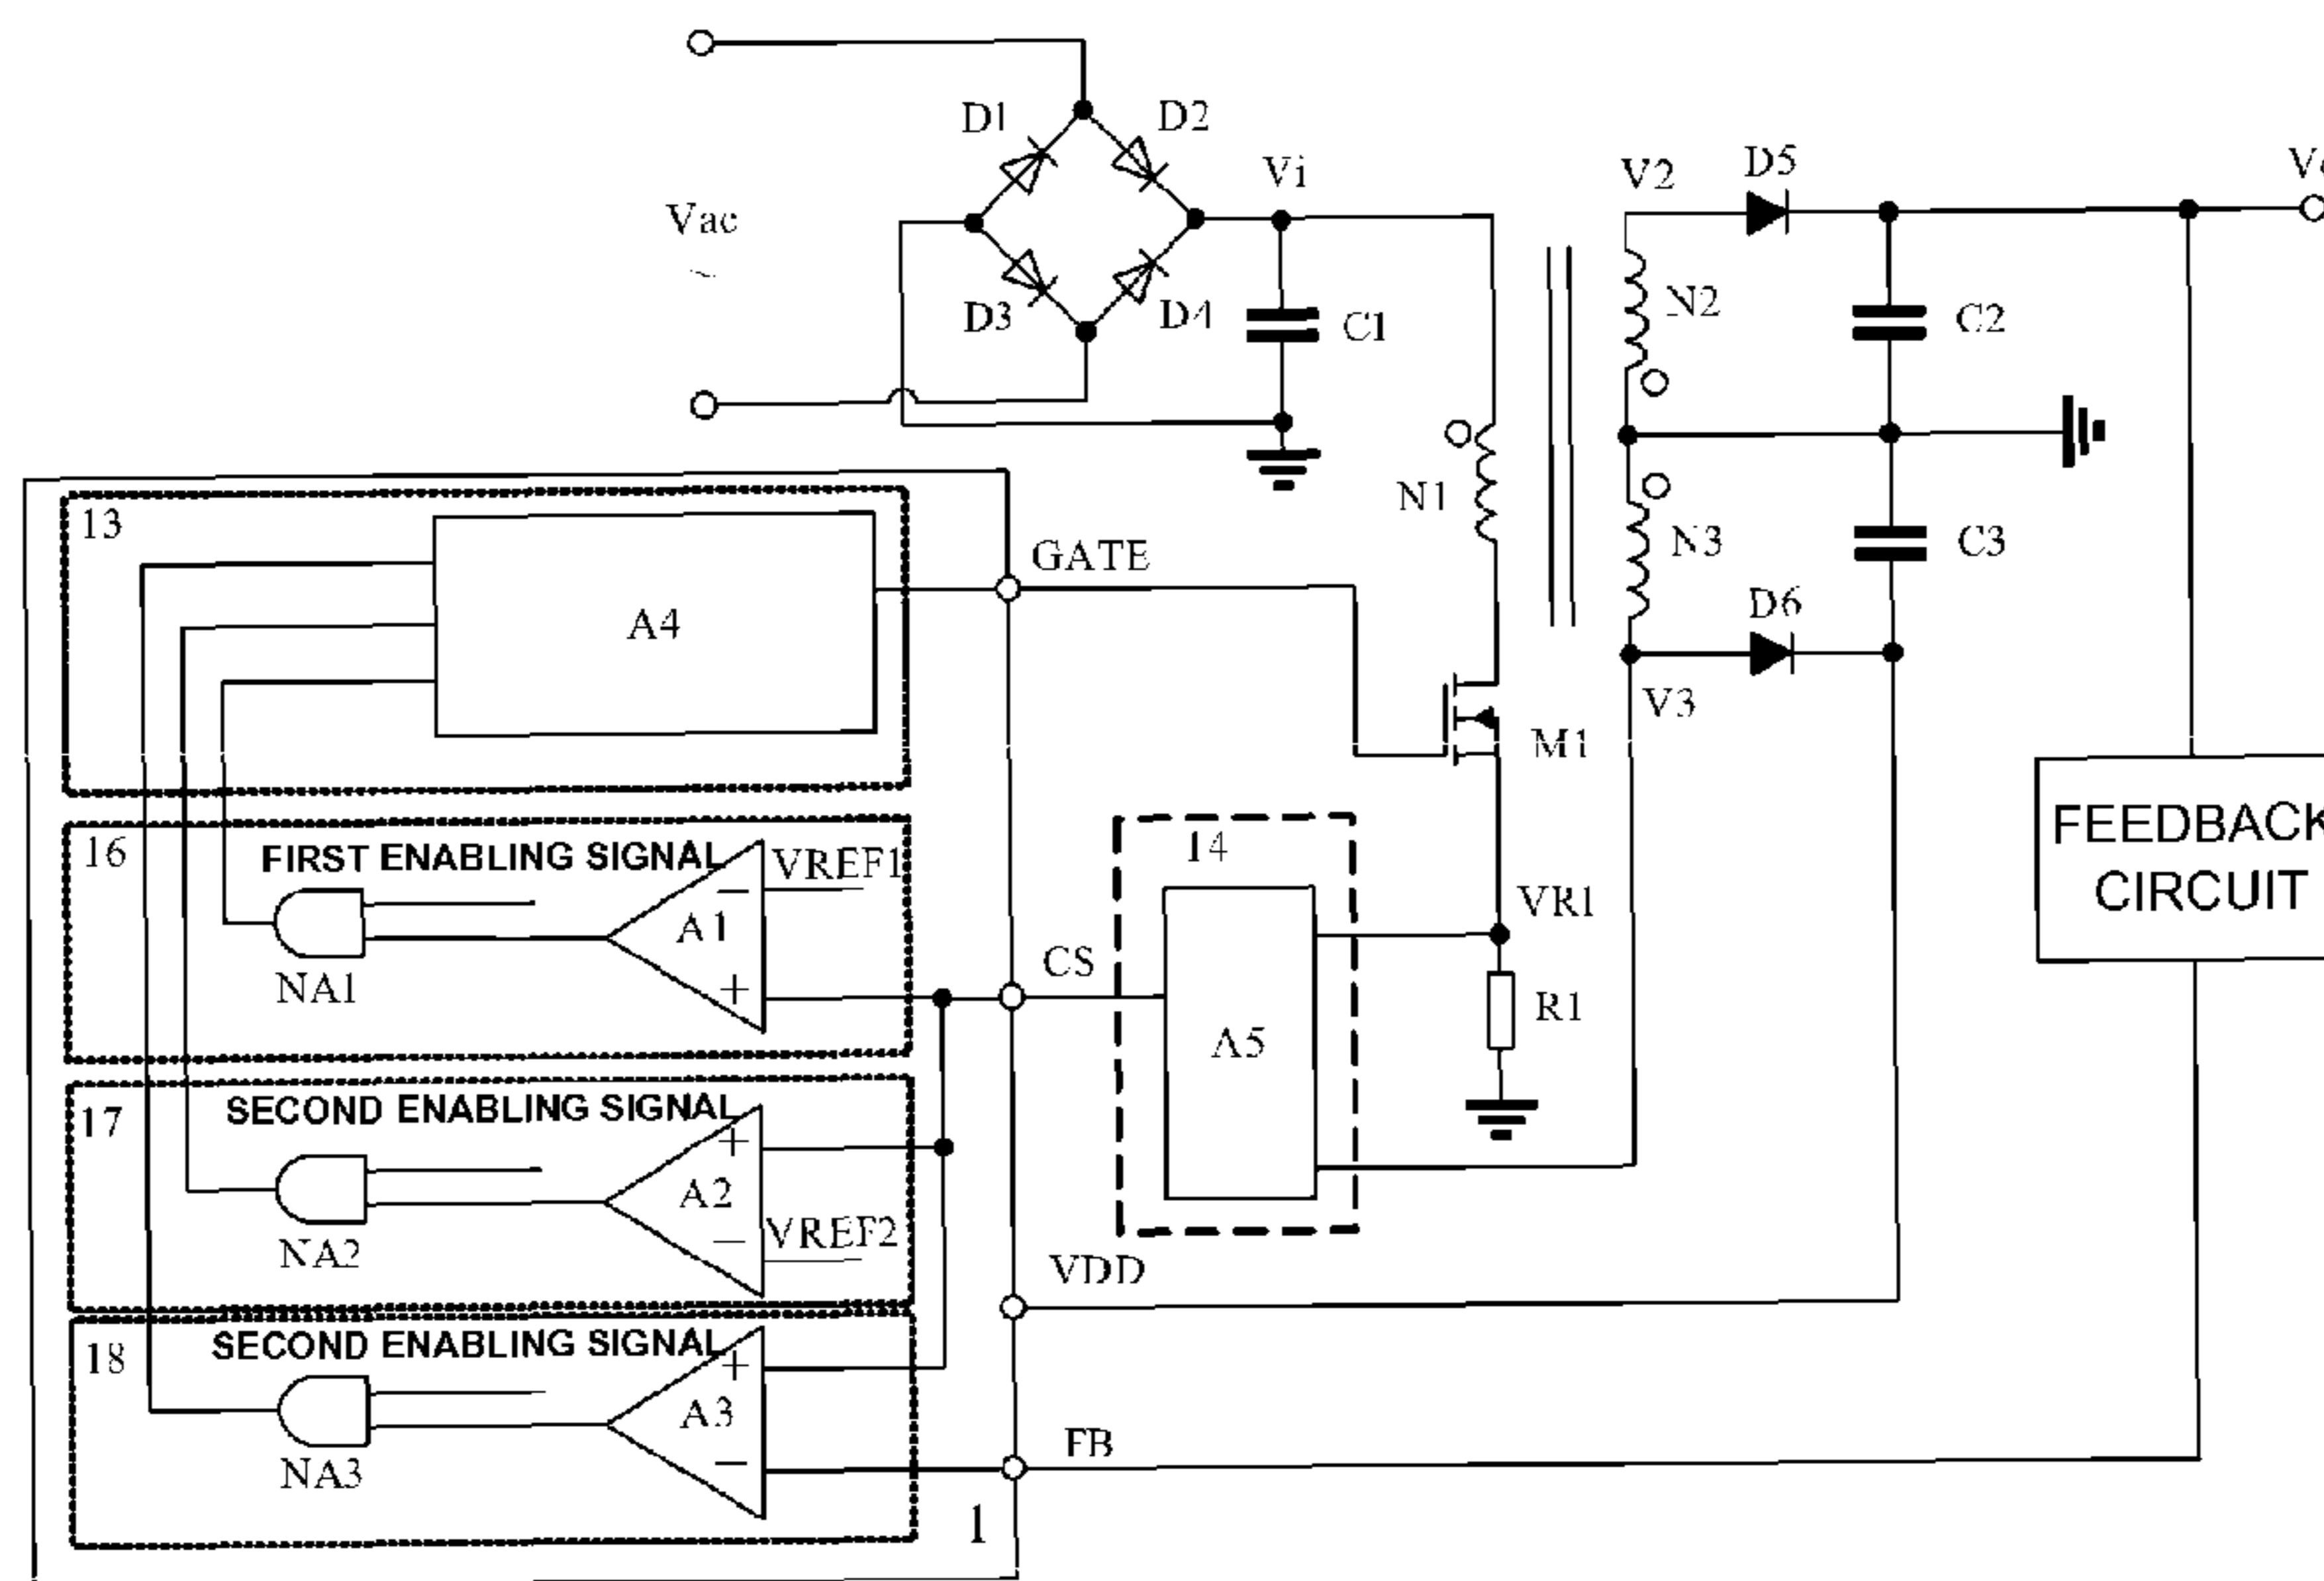 D1
D2
Vac
~
Vi
D3
D4
C1
V2
D5
N2
C2
N1
N3
C3
D6
V3
M1
13
A4
GATE
16
FIRST ENABLING SIGNAL
VREF1
−
A1
+
NA1
CS
14
A5
VR1
R1
FEEDBACK
CIRCUIT
17
SECOND ENABLING SIGNAL
+
A2
−
VREF2
NA2
VDD
18
SECOND ENABLING SIGNAL
+
A3
−
NA3
FB
1